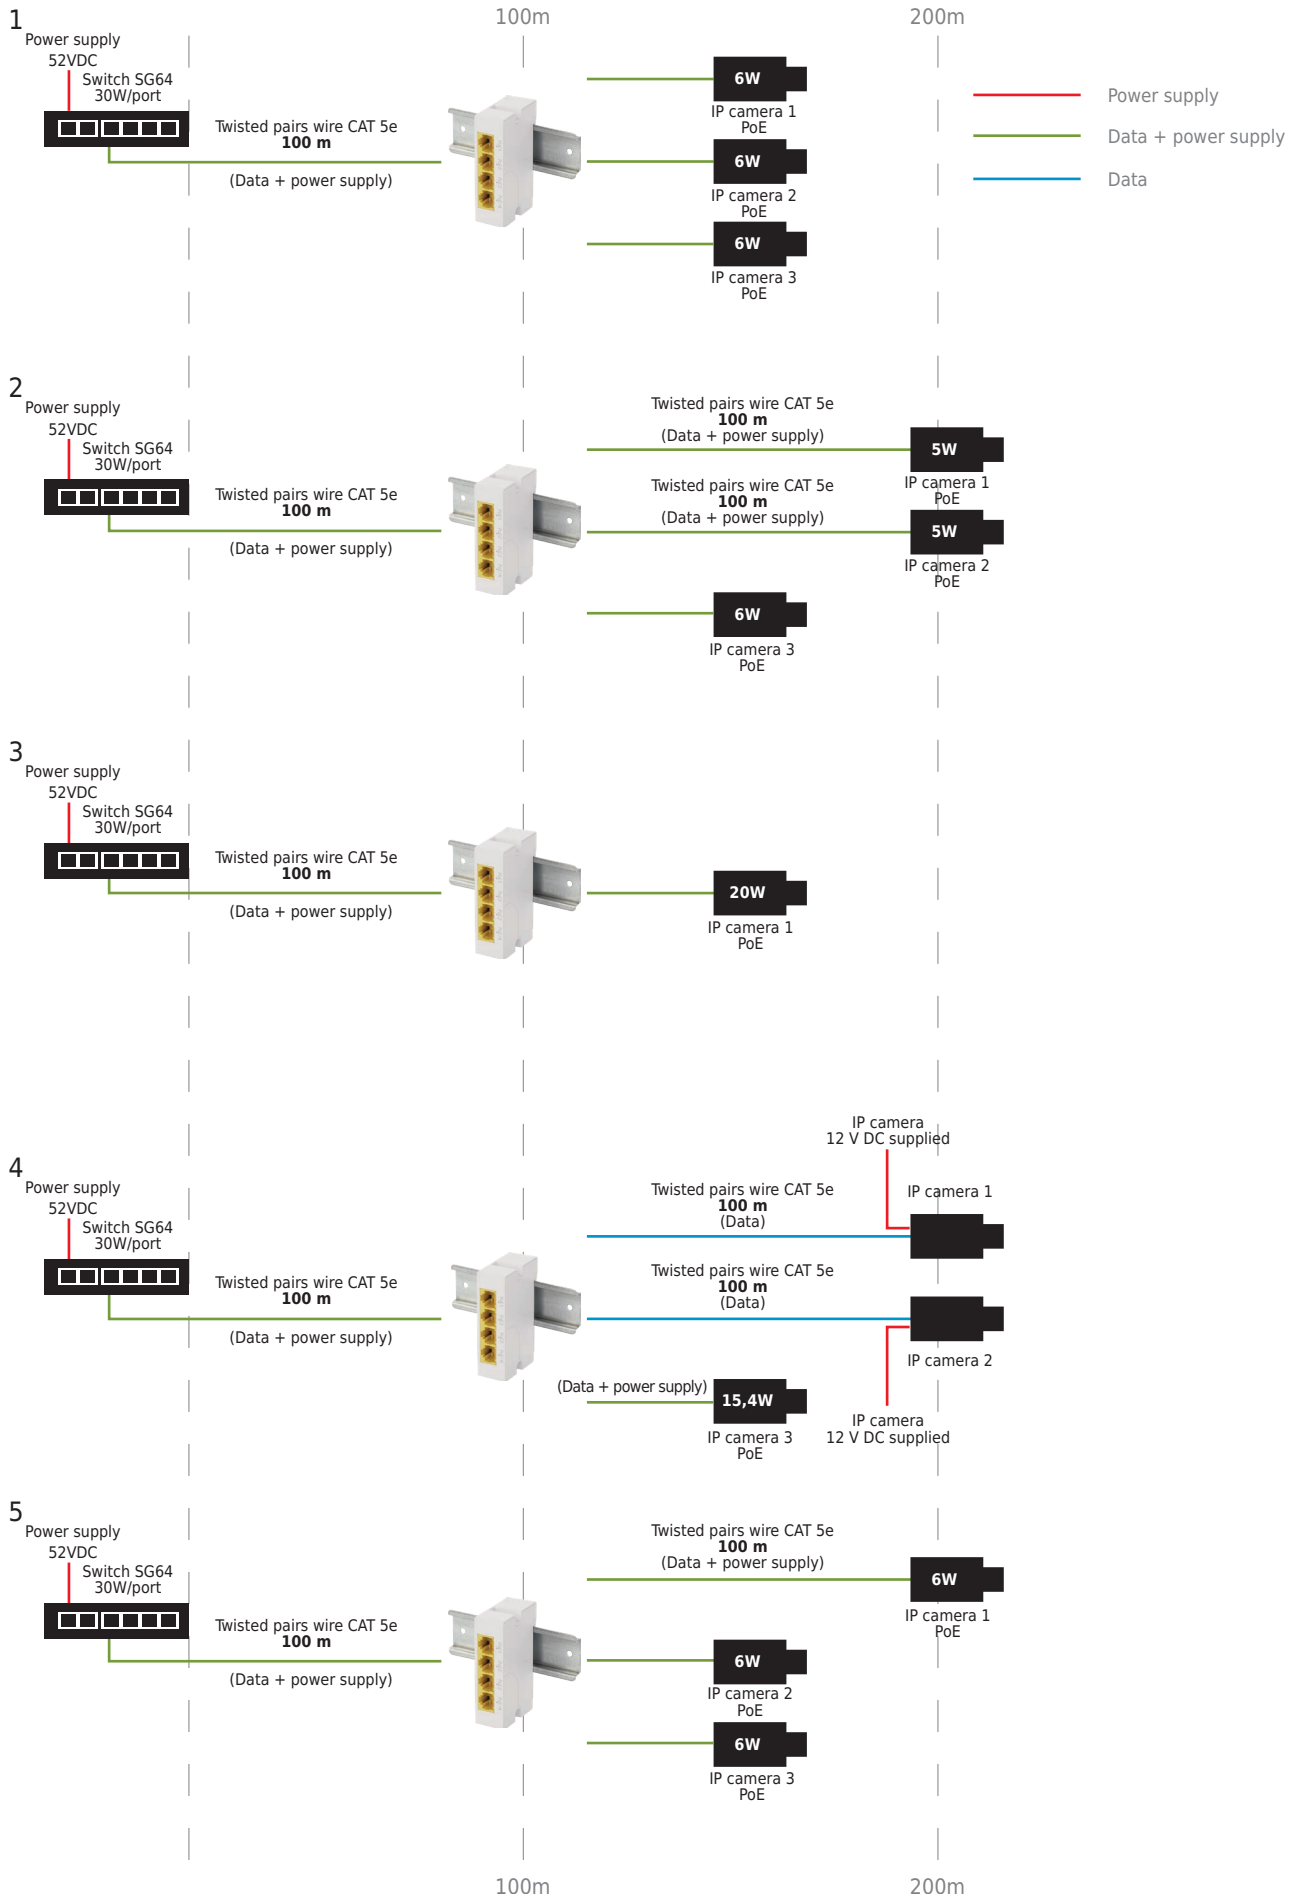 1
100m
200m
Power supply
52VDC
Switch SG64
30W/port
Twisted pairs wire CAT 5e
100 m
(Data + power supply)
6W
IP camera 1
PoE
6W
IP camera 2
PoE
6W
IP camera 3
PoE
Power supply
Data + power supply
Data
2
Power supply
52VDC
Switch SG64
30W/port
Twisted pairs wire CAT 5e
100 m
(Data + power supply)
Twisted pairs wire CAT 5e
100 m
(Data + power supply)
5W
IP camera 1
PoE
Twisted pairs wire CAT 5e
100 m
(Data + power supply)
5W
IP camera 2
PoE
6W
IP camera 3
PoE
3
Power supply
52VDC
Switch SG64
30W/port
Twisted pairs wire CAT 5e
100 m
(Data + power supply)
20W
IP camera 1
PoE
4
Power supply
52VDC
Switch SG64
30W/port
Twisted pairs wire CAT 5e
100 m
(Data + power supply)
IP camera
12 V DC supplied
Twisted pairs wire CAT 5e
100 m
(Data)
IP camera 1
Twisted pairs wire CAT 5e
100 m
(Data)
IP camera 2
(Data + power supply)
15,4W
IP camera 3
PoE
IP camera
12 V DC supplied
5
Power supply
52VDC
Switch SG64
30W/port
Twisted pairs wire CAT 5e
100 m
(Data + power supply)
Twisted pairs wire CAT 5e
100 m
(Data + power supply)
6W
IP camera 1
PoE
6W
IP camera 2
PoE
6W
IP camera 3
PoE
100m
200m